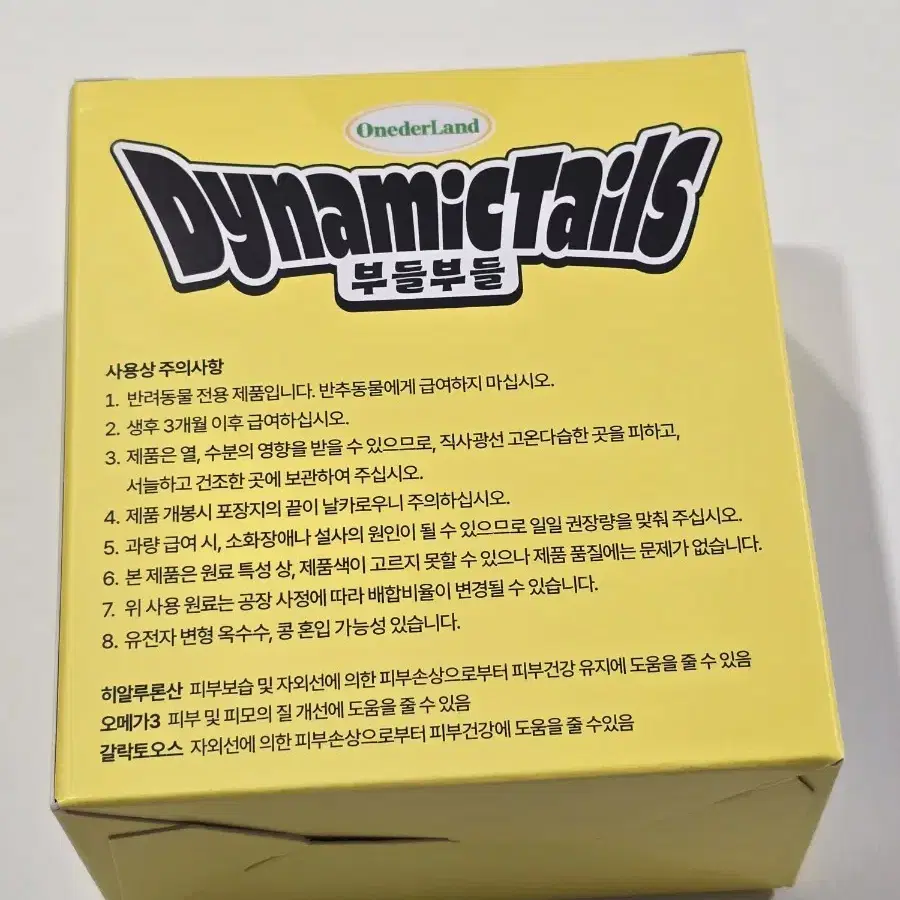 OnederLand
DynamicTails
부들부들
사용상 주의사항
1. 반려동물 전용 제품입니다. 반추동물에게 급여하지 마십시오.
2. 생후 3개월 이후 급여하십시오.
3. 제품은 열, 수분의 영향을 받을 수 있으므로, 직사광선 고온다습한 곳을 피하고,
서늘하고 건조한 곳에 보관하여 주십시오.
4. 제품 개봉시 포장지의 끝이 날카로우니 주의하십시오.
5. 과량 급여 시, 소화장애나 설사의 원인이 될 수 있으므로 일일 권장량을 맞춰 주십시오.
6. 본 제품은 원료 특성 상, 제품색이 고르지 못할 수 있으나 제품 품질에는 문제가 없습니다.
7. 위 사용 원료는 공장 사정에 따라 배합비율이 변경될 수 있습니다.
8. 유전자 변형 옥수수, 콩 혼입 가능성 있습니다.
히알루론산 피부보습 및 자외선에 의한 피부손상으로부터 피부건강 유지에 도움을 줄 수 있음
오메가3 피부 및 피모의 질 개선에 도움을 줄 수 있음
갈락토오스 자외선에 의한 피부손상으로부터 피부건강에 도움을 줄 수있음